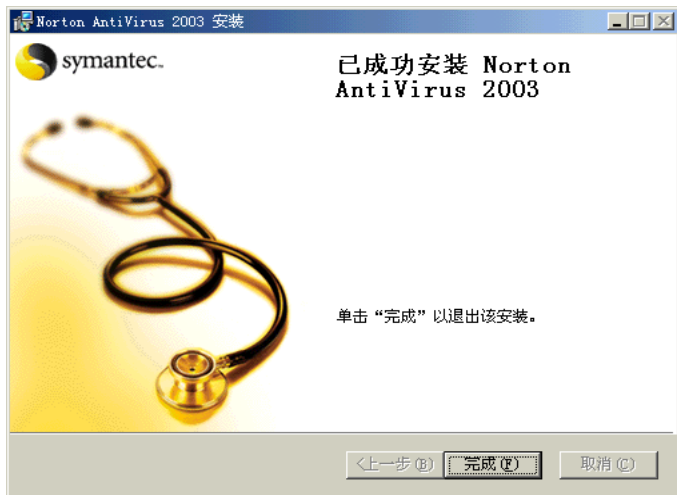 Norton AntiVirus 2003 安装
symantec.
已成功安装 Norton
AntiVirus 2003
单击“完成”以退出该安装。
<上一步(B) 完成(F) 取消(C)